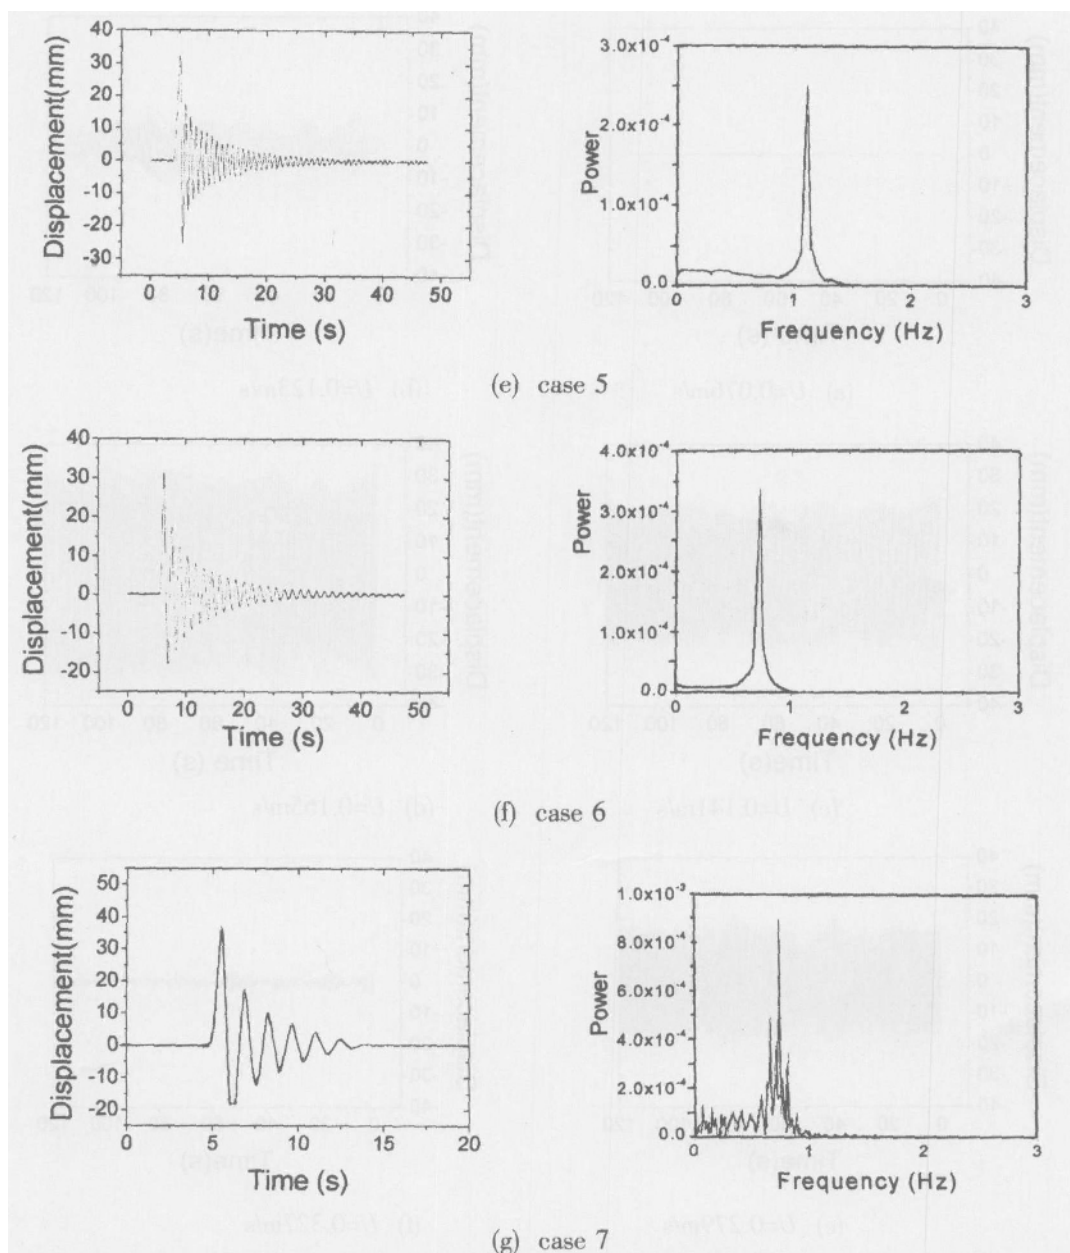 40
30
20
10
0
-10
-20
-30
Displacement(mm)
0 10 20 30 40 50
Time (s)
3.0x10⁻⁴
2.0x10⁻⁴
1.0x10⁻⁴
0.0
Power
0 1 2 3
Frequency (Hz)
(e) case 5
40
30
20
10
0
-10
-20
Displacement(mm)
0 10 20 30 40 50
Time (s)
4.0x10⁻⁴
3.0x10⁻⁴
2.0x10⁻⁴
1.0x10⁻⁴
0.0
Power
0 1 2 3
Frequency (Hz)
(f) case 6
50
40
30
20
10
0
-10
-20
Displacement(mm)
0 5 10 15 20
Time (s)
1.0x10⁻³
8.0x10⁻⁴
6.0x10⁻⁴
4.0x10⁻⁴
2.0x10⁻⁴
0.0
Power
0 1 2 3
Frequency (Hz)
(g) case 7